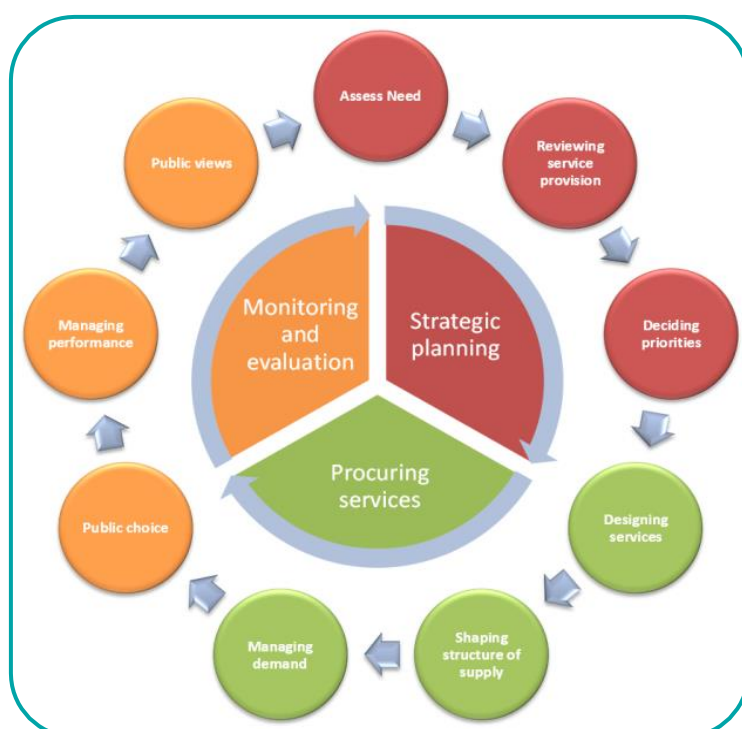 Assess Need
Reviewing
service
provision
Deciding
priorities
Designing
services
Shaping
structure of
supply
Managing
demand
Public choice
Managing
performance
Public views
Monitoring
and
evaluation
Strategic
planning
Procuring
services